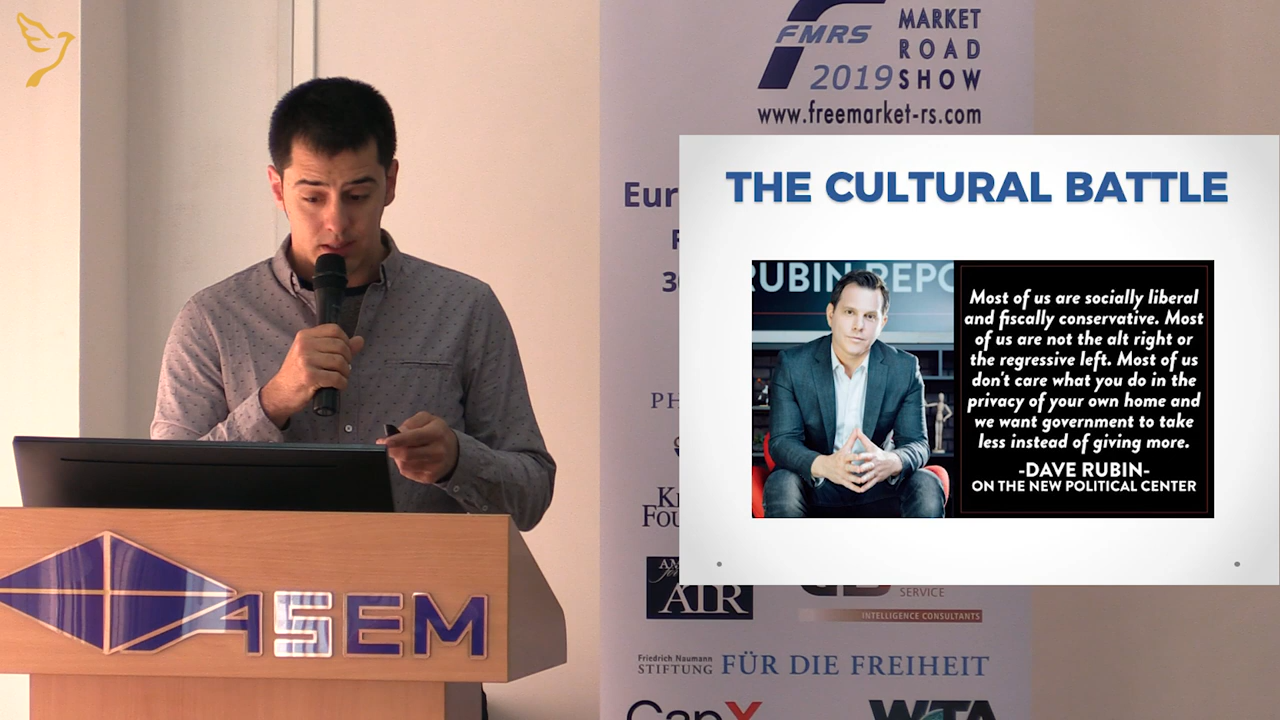 FMRS
2019
MARKET
ROAD
SHOW
www.freemarket-rs.com
THE CULTURAL BATTLE
RUBIN REPO
Most of us are socially liberal
and fiscally conservative. Most
of us are not the alt right or
the regressive left. Most of us
don't care what you do in the
privacy of your own home and
we want government to take
less instead of giving more.
-DAVE RUBIN-
ON THE NEW POLITICAL CENTER
AIR
SERVICE
INTELLIGENCE CONSULTANTS
Friedrich Naumann
STIFTUNG FÜR DIE FREIHEIT
CapX
WTA
ASEM